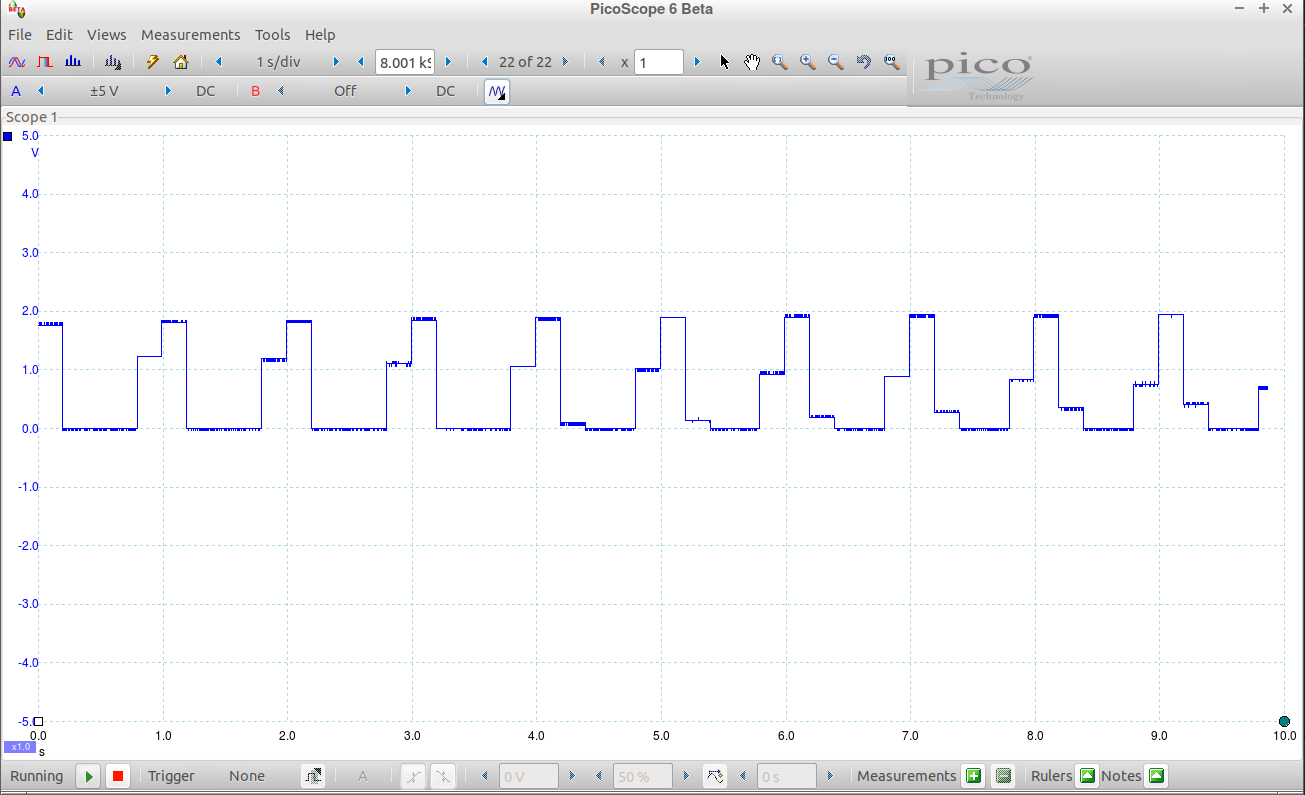 BETA
PicoScope 6 Beta
File Edit Views Measurements Tools Help
1 s/div 8.001 kS 22 of 22 x 1
pico
Technology
A ±5 V DC B Off DC
Scope 1
5.0
V
4.0
3.0
2.0
1.0
0.0
-1.0
-2.0
-3.0
-4.0
-5.0
0.0 1.0 2.0 3.0 4.0 5.0 6.0 7.0 8.0 9.0 10.0
x1.0 s
Running Trigger None A 0 V 50 % 0 s Measurements Rulers Notes